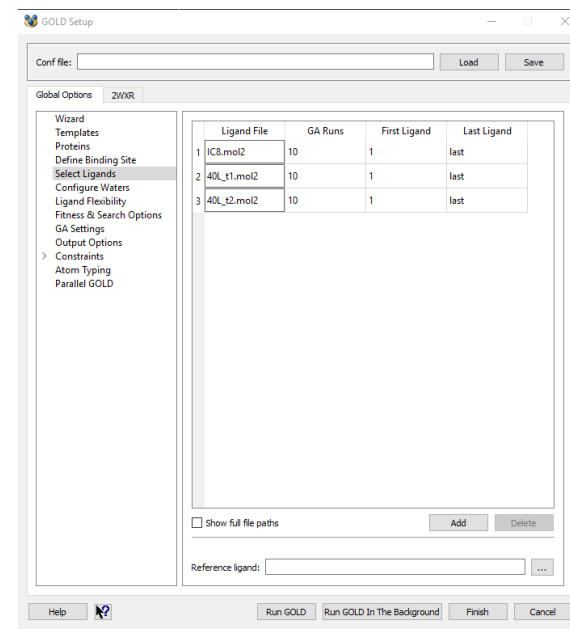 GOLD Setup
Conf file:
Load
Save
Global Options
2WXR
Wizard
Templates
Proteins
Define Binding Site
Select Ligands
Configure Waters
Ligand Flexibility
Fitness & Search Options
GA Settings
Output Options
Constraints
Atom Typing
Parallel GOLD
Ligand File GA Runs First Ligand Last Ligand
1 IC8.mol2 10 1 last
2 40L_t1.mol2 10 1 last
3 40L_t2.mol2 10 1 last
Show full file paths
Add
Delete
Reference ligand:
...
Help
Run GOLD
Run GOLD In The Background
Finish
Cancel